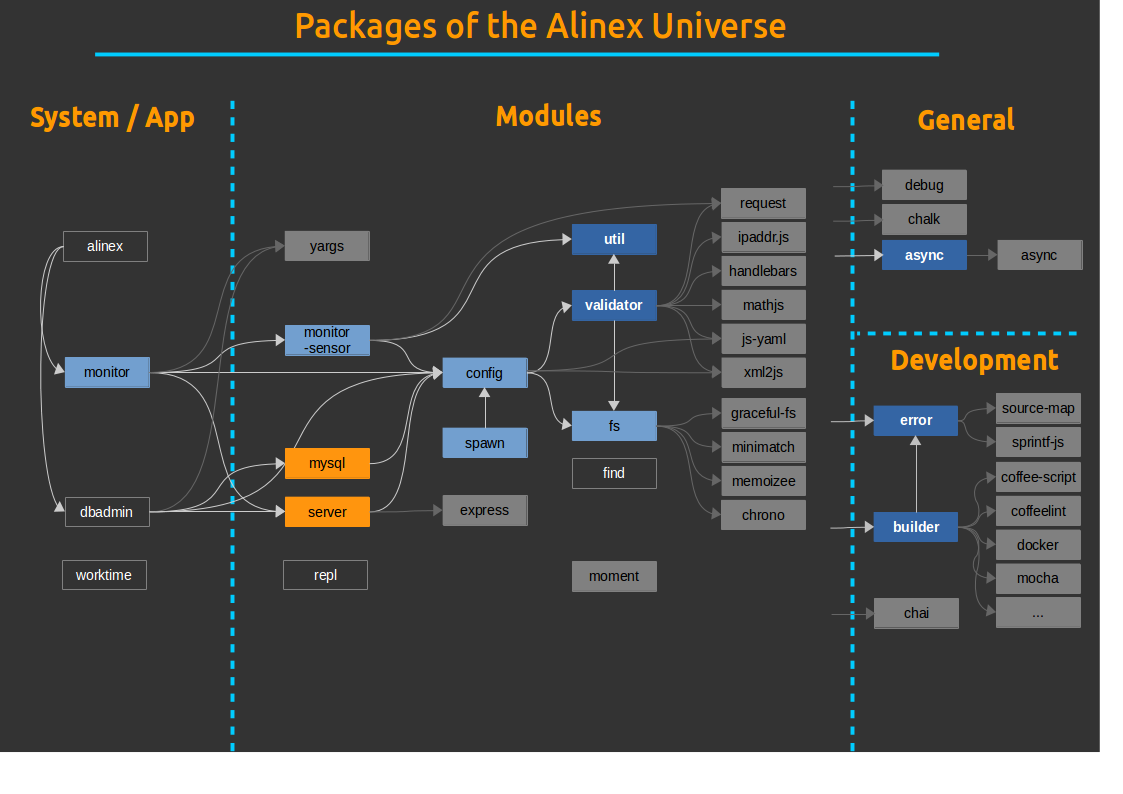 Packages of the Alinex Universe
System / App
Modules
General
alinex
monitor
dbadmin
worktime
yargs
monitor
-sensor
mysql
server
repl
config
spawn
express
util
validator
fs
find
moment
request
ipaddr.js
handlebars
mathjs
js-yaml
xml2js
graceful-fs
minimatch
memoizee
chrono
debug
chalk
async
async
Development
error
builder
chai
source-map
sprintf-js
coffee-script
coffeelint
docker
mocha
...